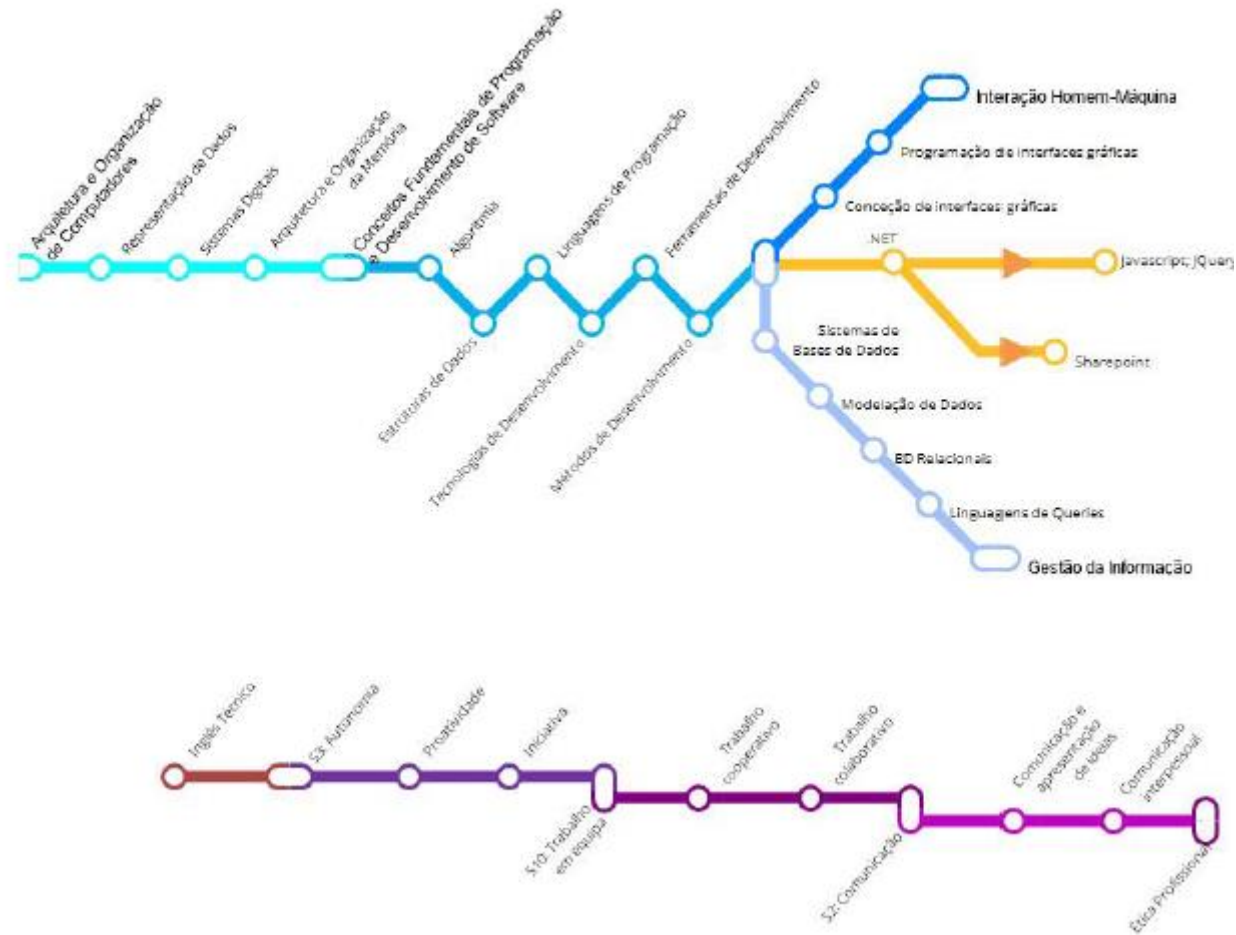 Arquitetura e Organização
de Computadores
Representação de Dados
Sistemas Digitais
Arquitetura e Organização
da Memória
Conceitos Fundamentais de Programação
e Desenvolvimento de Software
Algoritmia
Estruturas de Dados
Linguagens de Programação
Tecnologias de Desenvolvimento
Ferramentas de Desenvolvimento
Métodos de Desenvolvimento
Interação Homem-Máquina
Programação de interfaces gráficas
Conceção de interfaces gráficas
.NET
Javascript; JQuery
Sharepoint
Sistemas de
Bases de Dados
Modelação de Dados
BD Relacionais
Linguagens de Queries
Gestão da Informação
Inglês Técnico
S3: Autonomia
Proatividade
Iniciativa
S10: Trabalho
em equipa
Trabalho
cooperativo
Trabalho
colaborativo
S2: Comunicação
Comunicação e
apresentação
de Ideias
Comunicação
interpessoal
Ética Profissional